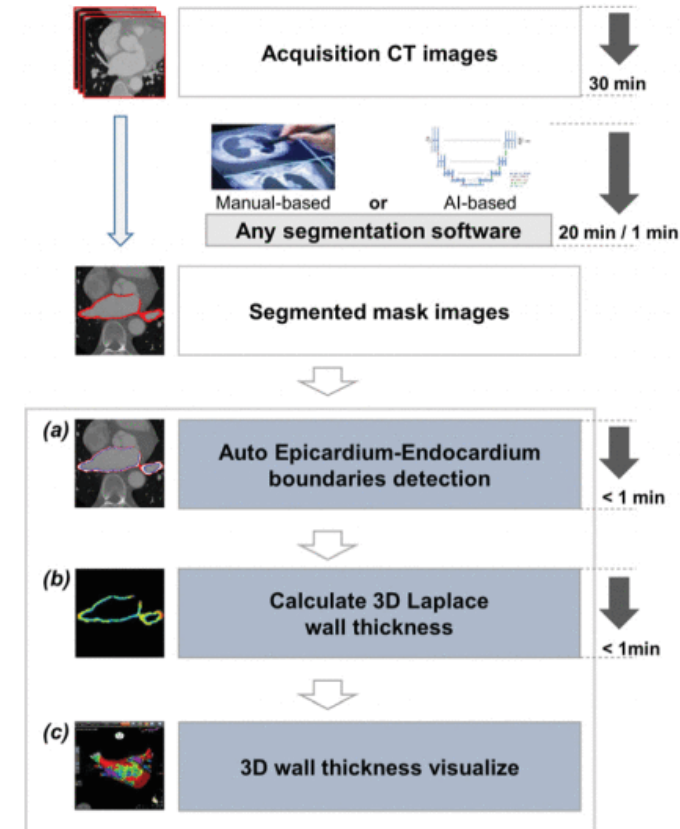 Acquisition CT images
30 min
Manual-based or AI-based
Any segmentation software
20 min / 1 min
Segmented mask images
(a)
Auto Epicardium-Endocardium
boundaries detection
< 1 min
(b)
Calculate 3D Laplace
wall thickness
< 1min
(c)
3D wall thickness visualize